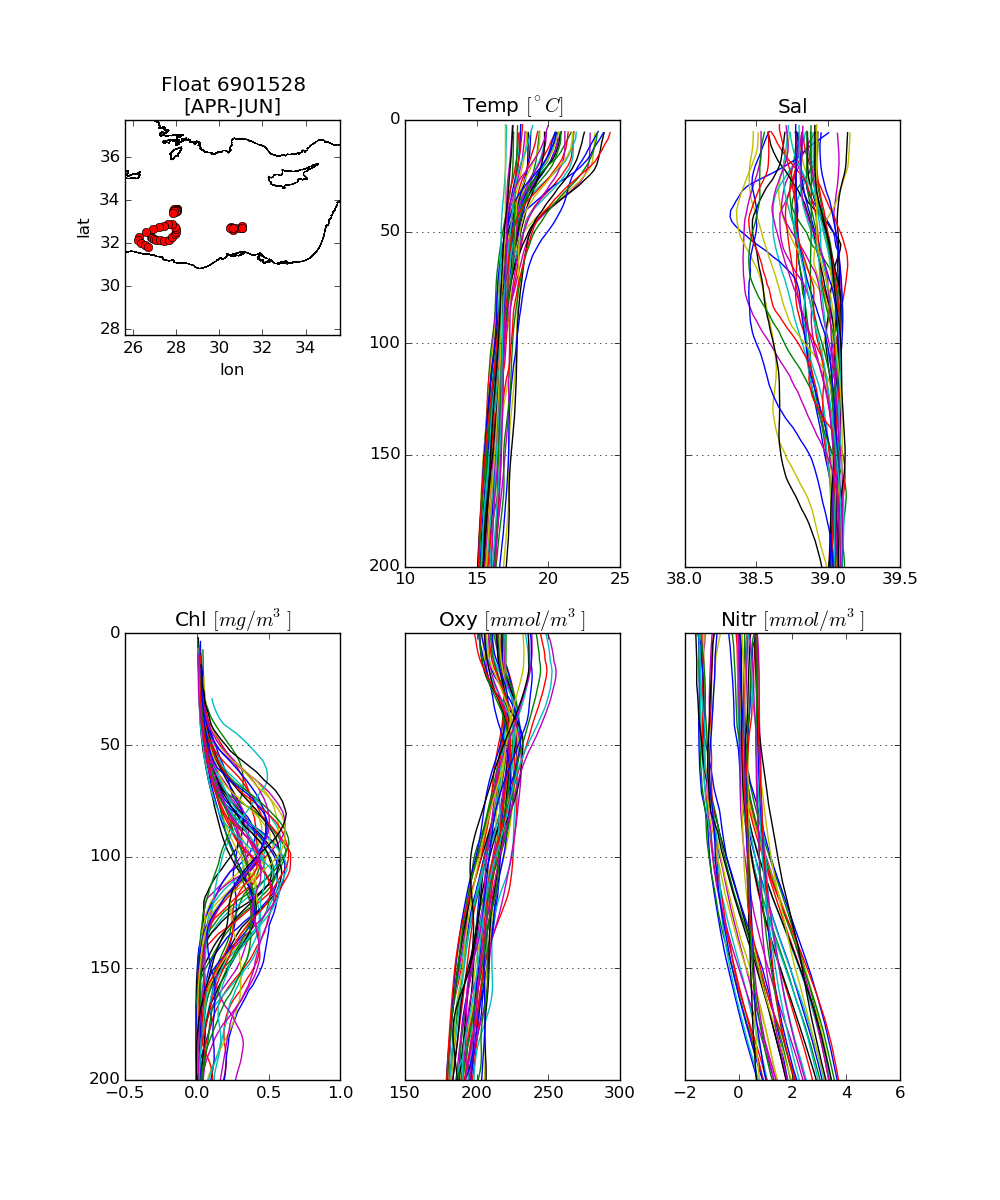 Float 6901528
[APR-JUN]
Temp [°C]
Sal
0
50
100
150
200
10 15 20 25
38.0 38.5 39.0 39.5
36
34
32
30
28
lat
26 28 30 32 34
lon
Chl [mg/m³]
Oxy [mmol/m³]
Nitr [mmol/m³]
0
50
100
150
200
−0.5 0.0 0.5 1.0
150 200 250 300
−2 0 2 4 6